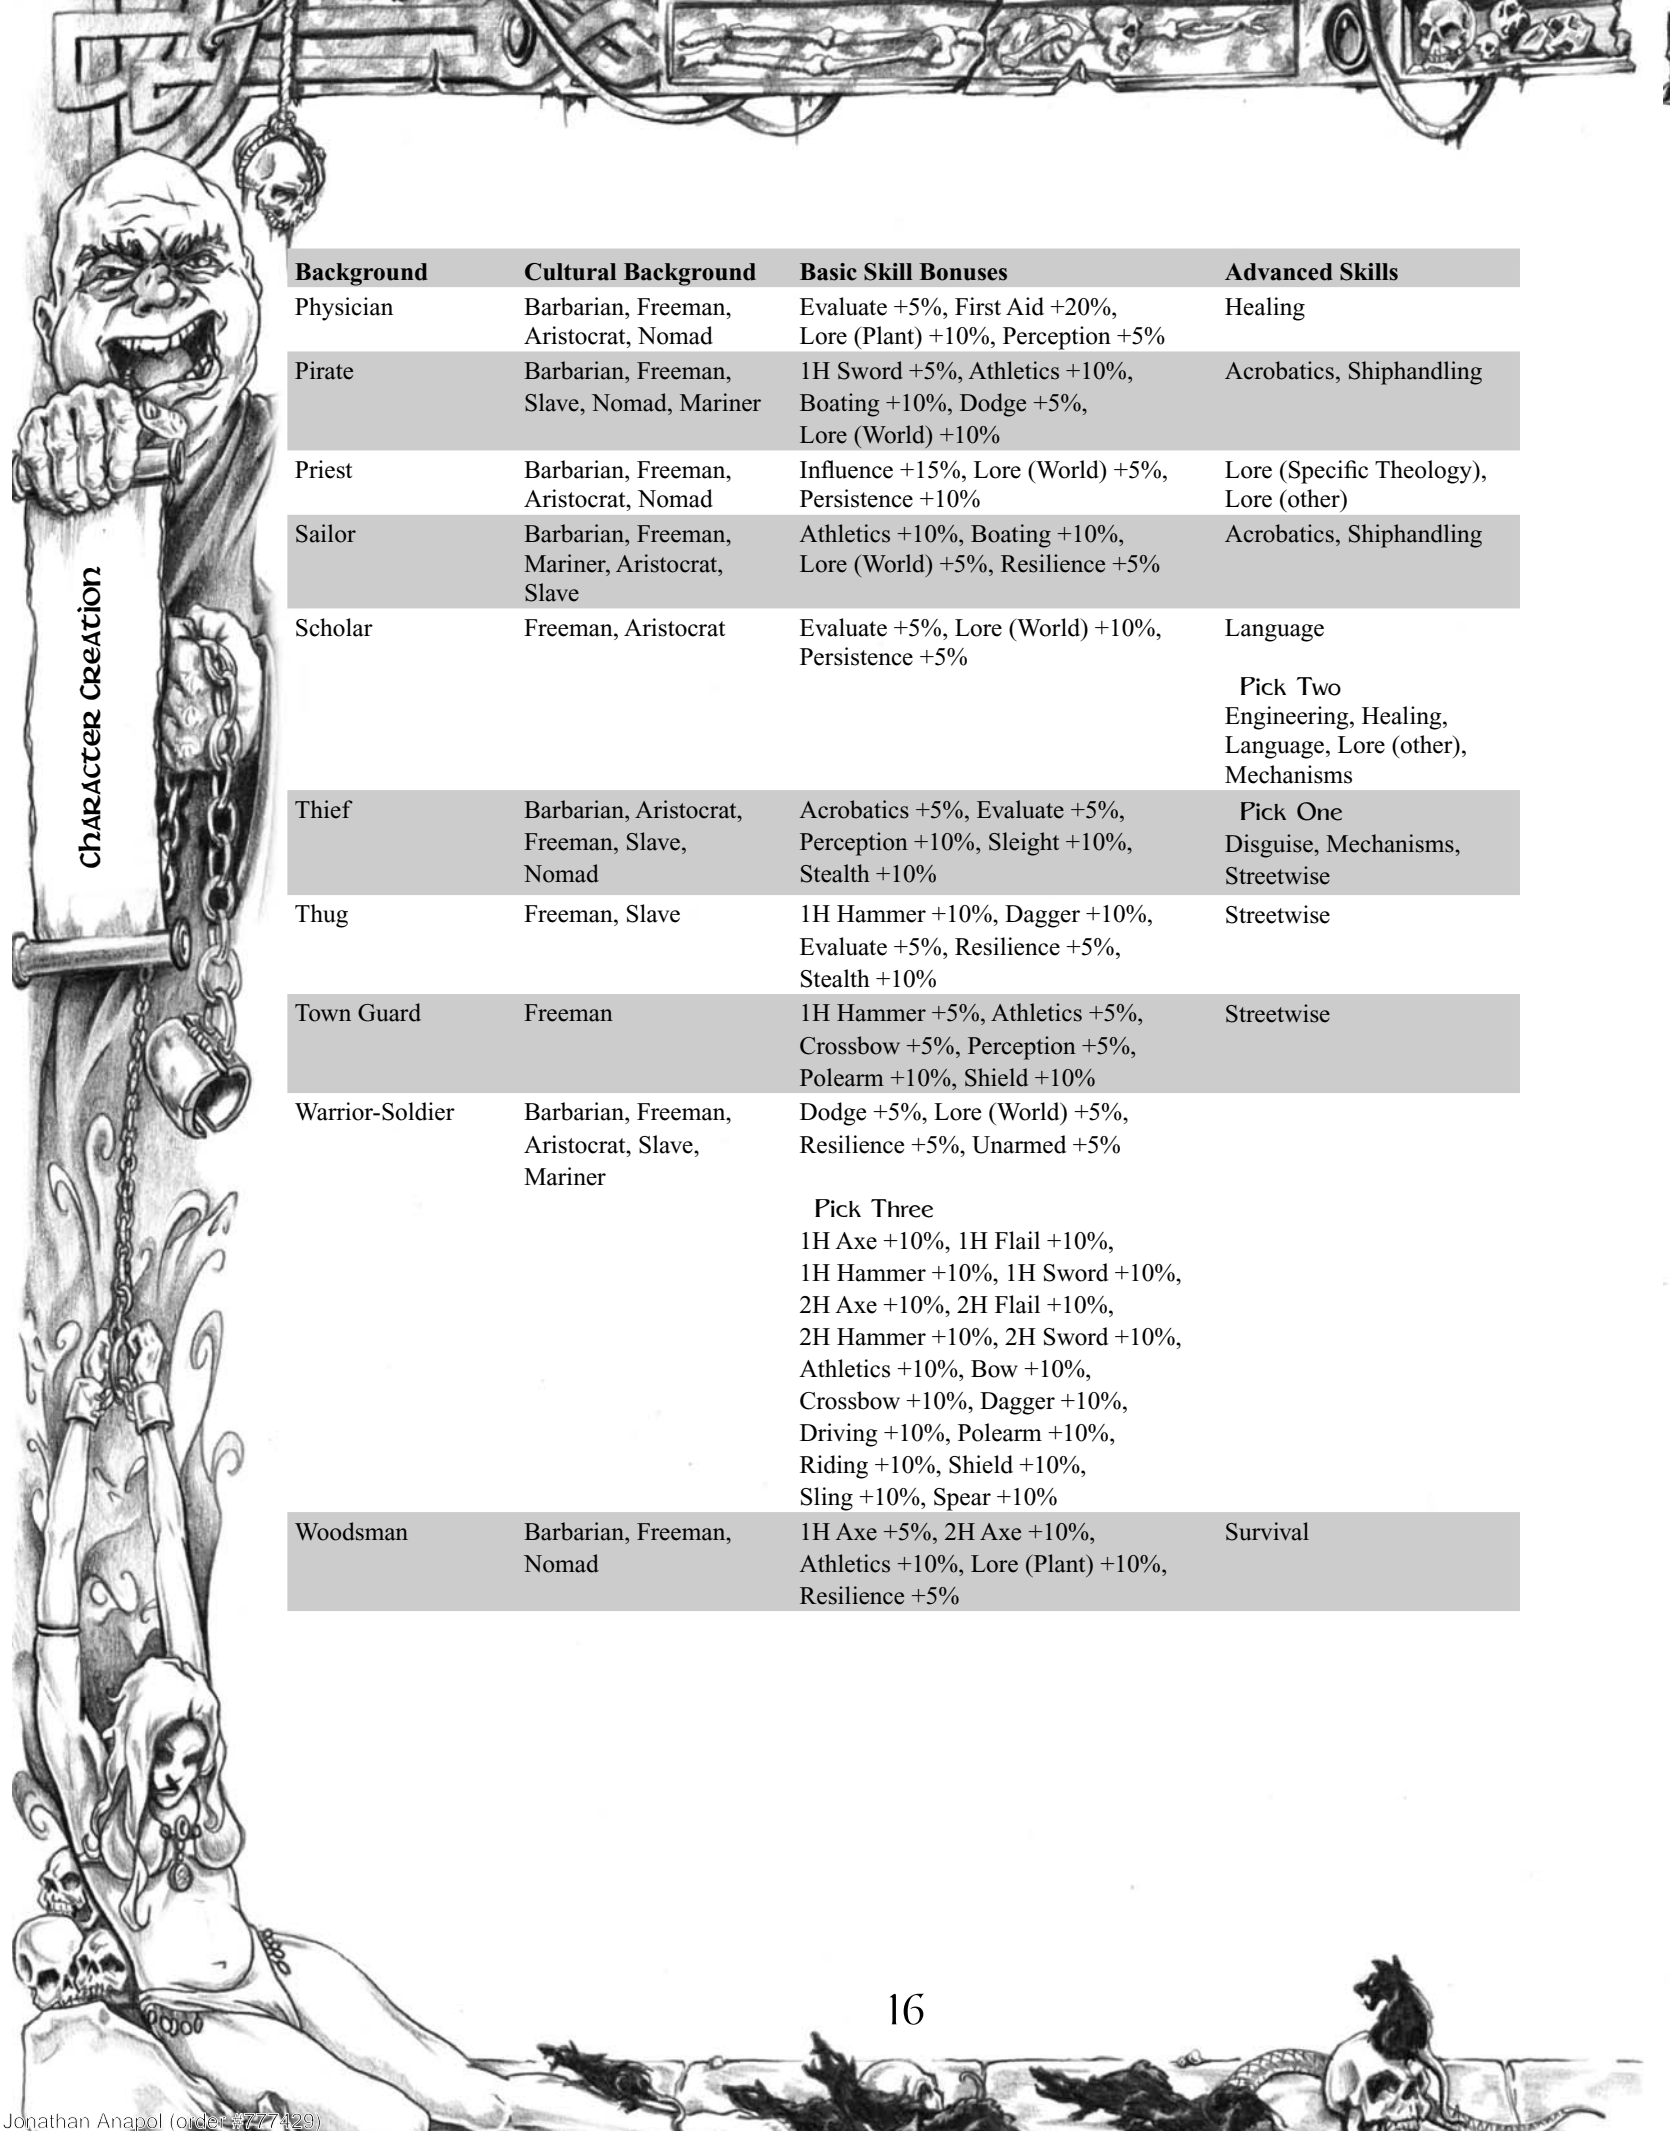 Character Creation
Background Cultural Background Basic Skill Bonuses Advanced Skills
Physician Barbarian, Freeman, Evaluate +5%, First Aid +20%, Healing
Aristocrat, Nomad Lore (Plant) +10%, Perception +5%
Pirate Barbarian, Freeman, 1H Sword +5%, Athletics +10%, Acrobatics, Shiphandling
Slave, Nomad, Mariner Boating +10%, Dodge +5%,
Lore (World) +10%
Priest Barbarian, Freeman, Influence +15%, Lore (World) +5%, Lore (Specific Theology),
Aristocrat, Nomad Persistence +10% Lore (other)
Sailor Barbarian, Freeman, Athletics +10%, Boating +10%, Acrobatics, Shiphandling
Mariner, Aristocrat, Lore (World) +5%, Resilience +5%
Slave
Scholar Freeman, Aristocrat Evaluate +5%, Lore (World) +10%, Language
Persistence +5%
Pick Two
Engineering, Healing,
Language, Lore (other),
Mechanisms
Thief Barbarian, Aristocrat, Acrobatics +5%, Evaluate +5%, Pick One
Freeman, Slave, Perception +10%, Sleight +10%, Disguise, Mechanisms,
Nomad Stealth +10% Streetwise
Thug Freeman, Slave 1H Hammer +10%, Dagger +10%, Streetwise
Evaluate +5%, Resilience +5%,
Stealth +10%
Town Guard Freeman 1H Hammer +5%, Athletics +5%, Streetwise
Crossbow +5%, Perception +5%,
Polearm +10%, Shield +10%
Warrior-Soldier Barbarian, Freeman, Dodge +5%, Lore (World) +5%,
Aristocrat, Slave, Resilience +5%, Unarmed +5%
Mariner
Pick Three
1H Axe +10%, 1H Flail +10%,
1H Hammer +10%, 1H Sword +10%,
2H Axe +10%, 2H Flail +10%,
2H Hammer +10%, 2H Sword +10%,
Athletics +10%, Bow +10%,
Crossbow +10%, Dagger +10%,
Driving +10%, Polearm +10%,
Riding +10%, Shield +10%,
Sling +10%, Spear +10%
Woodsman Barbarian, Freeman, 1H Axe +5%, 2H Axe +10%, Survival
Nomad Athletics +10%, Lore (Plant) +10%,
Resilience +5%
16
Jonathan Anapol (order #777429)